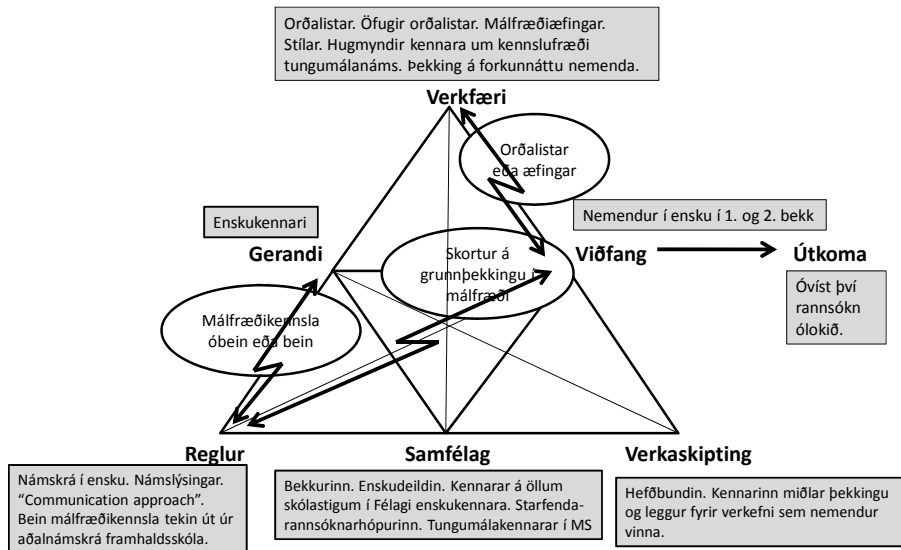 Orðalistar. Öfugir orðalistar. Málfræðiæfingar.
Stílar. Hugmyndir kennara um kennslufræði
tungumálanáms. Þekking á forkunnáttu nemenda.
Verkfæri
Orðalistar
eða æfingar
Enskukennari
Nemendur í ensku í 1. og 2. bekk
Gerandi
Skortur á
grunnþekkingu í
málfræði
Viðfang
Útkoma
Óvíst því
rannsókn
ólokið.
Málfræðikennsla
óbein eða bein
Reglur
Samfélag
Verkaskipting
Námskrá í ensku. Námslýsingar.
“Communication approach”.
Bein málfræðikennsla tekin út úr
aðalnámskrá framhaldsskóla.
Bekkurinn. Enskudeildin. Kennarar á öllum
skólastigum í Félagi enskukennara. Starfenda-
rannsóknarhópurinn. Tungumálakennarar í MS
Hefðbundin. Kennarinn miðlar þekkingu
og leggur fyrir verkefni sem nemendur
vinna.